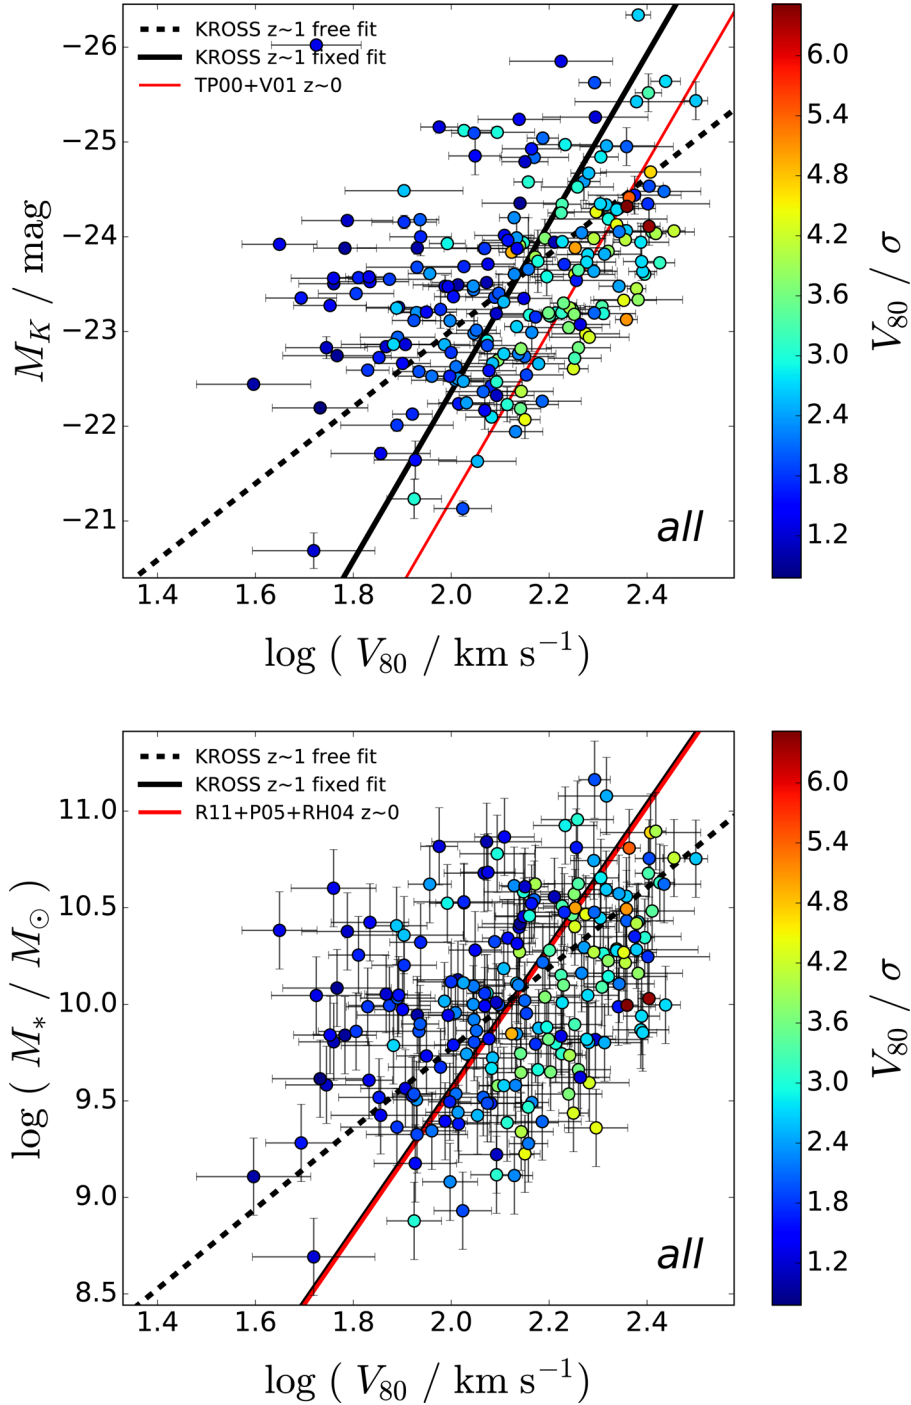 KROSS z~1 free fit
KROSS z~1 fixed fit
TP00+V01 z~0
−26
−25
−24
−23
−22
−21
M_K / mag
all
1.4 1.6 1.8 2.0 2.2 2.4
log ( V_80 / km s^−1)
6.0
5.4
4.8
4.2
3.6
3.0
2.4
1.8
1.2
V_80 / σ
KROSS z~1 free fit
KROSS z~1 fixed fit
R11+P05+RH04 z~0
11.0
10.5
10.0
9.5
9.0
8.5
log ( M_* / M_⊙)
all
1.4 1.6 1.8 2.0 2.2 2.4
log ( V_80 / km s^−1)
6.0
5.4
4.8
4.2
3.6
3.0
2.4
1.8
1.2
V_80 / σ